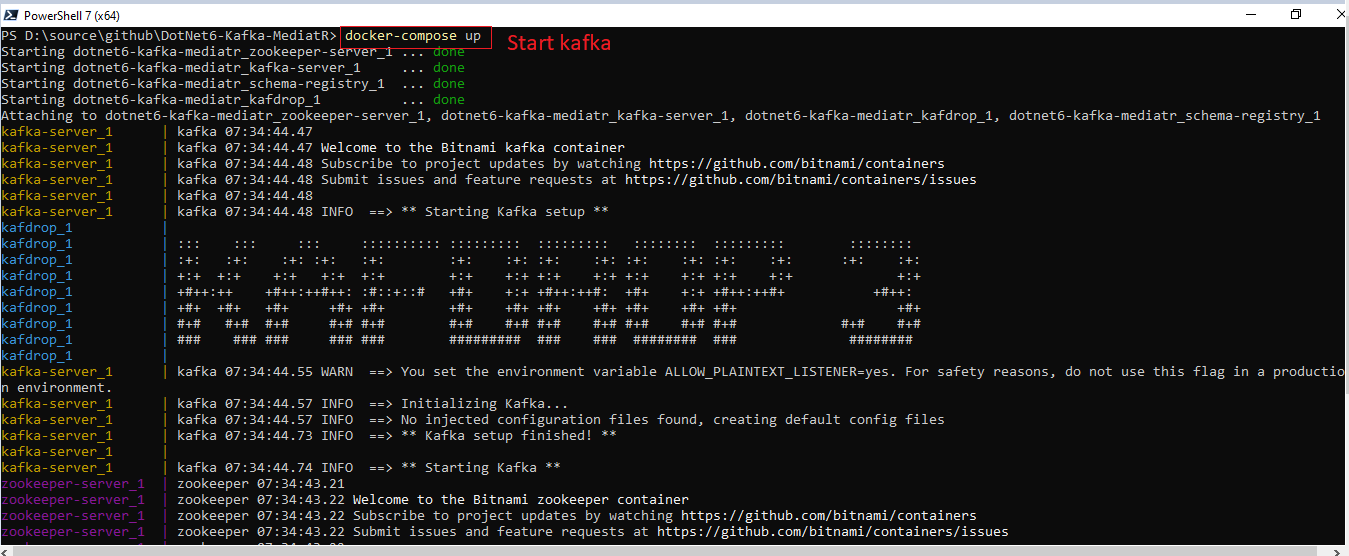 PowerShell 7 (x64)
PS D:\source\github\DotNet6-Kafka-MediatR> docker-compose up
Start kafka
Starting dotnet6-kafka-mediatr_zookeeper-server_1 ... done
Starting dotnet6-kafka-mediatr_kafka-server_1     ... done
Starting dotnet6-kafka-mediatr_schema-registry_1  ... done
Starting dotnet6-kafka-mediatr_kafdrop_1          ... done
Attaching to dotnet6-kafka-mediatr_zookeeper-server_1, dotnet6-kafka-mediatr_kafka-server_1, dotnet6-kafka-mediatr_kafdrop_1, dotnet6-kafka-mediatr_schema-registry_1
kafka-server_1      | kafka 07:34:44.47
kafka-server_1      | kafka 07:34:44.47 Welcome to the Bitnami kafka container
kafka-server_1      | kafka 07:34:44.48 Subscribe to project updates by watching https://github.com/bitnami/containers
kafka-server_1      | kafka 07:34:44.48 Submit issues and feature requests at https://github.com/bitnami/containers/issues
kafka-server_1      | kafka 07:34:44.48
kafka-server_1      | kafka 07:34:44.48 INFO  ==> ** Starting Kafka setup **
kafdrop_1           |
kafdrop_1           | :::    :::     :::     :::::::::: :::::::::  :::::::::   ::::::::  :::::::::        ::::::::
kafdrop_1           | :+:   :+:    :+: :+:   :+:        :+:    :+: :+:    :+: :+:    :+: :+:    :+:      :+:    :+:
kafdrop_1           | +:+  +:+    +:+   +:+  +:+        +:+    +:+ +:+    +:+ +:+    +:+ +:+    +:+             +:+
kafdrop_1           | +#++:++    +#++:++#++: :#::+::#   +#+    +:+ +#++:++#:  +#+    +:+ +#++:++#+           +#++:
kafdrop_1           | +#+  +#+   +#+     +#+ +#+        +#+    +#+ +#+    +#+ +#+    +#+ +#+                    +#+
kafdrop_1           | #+#   #+#  #+#     #+# #+#        #+#    #+# #+#    #+# #+#    #+# #+#             #+#    #+#
kafdrop_1           | ###    ### ###     ### ###        #########  ###    ###  ########  ###              ########
kafdrop_1           |
kafka-server_1      | kafka 07:34:44.55 WARN  ==> You set the environment variable ALLOW_PLAINTEXT_LISTENER=yes. For safety reasons, do not use this flag in a productio
n environment.
kafka-server_1      | kafka 07:34:44.57 INFO  ==> Initializing Kafka...
kafka-server_1      | kafka 07:34:44.57 INFO  ==> No injected configuration files found, creating default config files
kafka-server_1      | kafka 07:34:44.73 INFO  ==> ** Kafka setup finished! **
kafka-server_1      |
kafka-server_1      | kafka 07:34:44.74 INFO  ==> ** Starting Kafka **
zookeeper-server_1  | zookeeper 07:34:43.21
zookeeper-server_1  | zookeeper 07:34:43.22 Welcome to the Bitnami zookeeper container
zookeeper-server_1  | zookeeper 07:34:43.22 Subscribe to project updates by watching https://github.com/bitnami/containers
zookeeper-server_1  | zookeeper 07:34:43.22 Submit issues and feature requests at https://github.com/bitnami/containers/issues